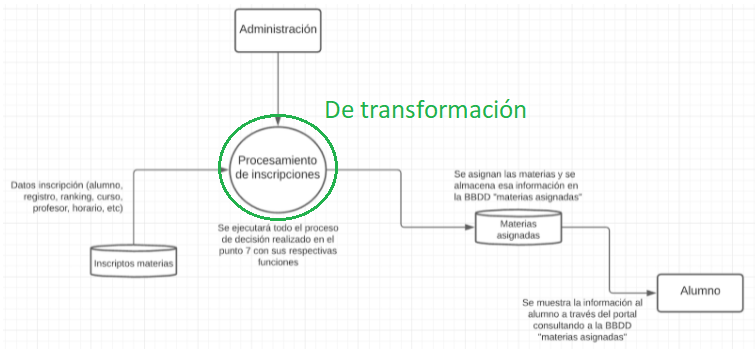 Administración
De transformación
Procesamiento
de inscripciones
Datos inscripción (alumno,
registro, ranking, curso,
profesor, horario, etc)
Se asignan las materias y se
almacena esa información en
la BBDD "materias asignadas"
Se ejecutará todo el proceso
de decisión realizado en el
punto 7 con sus respectivas
funciones
Materias
asignadas
Inscriptos materias
Alumno
Se muestra la información al
alumno a través del portal
consultando a la BBDD
"materias asignadas"